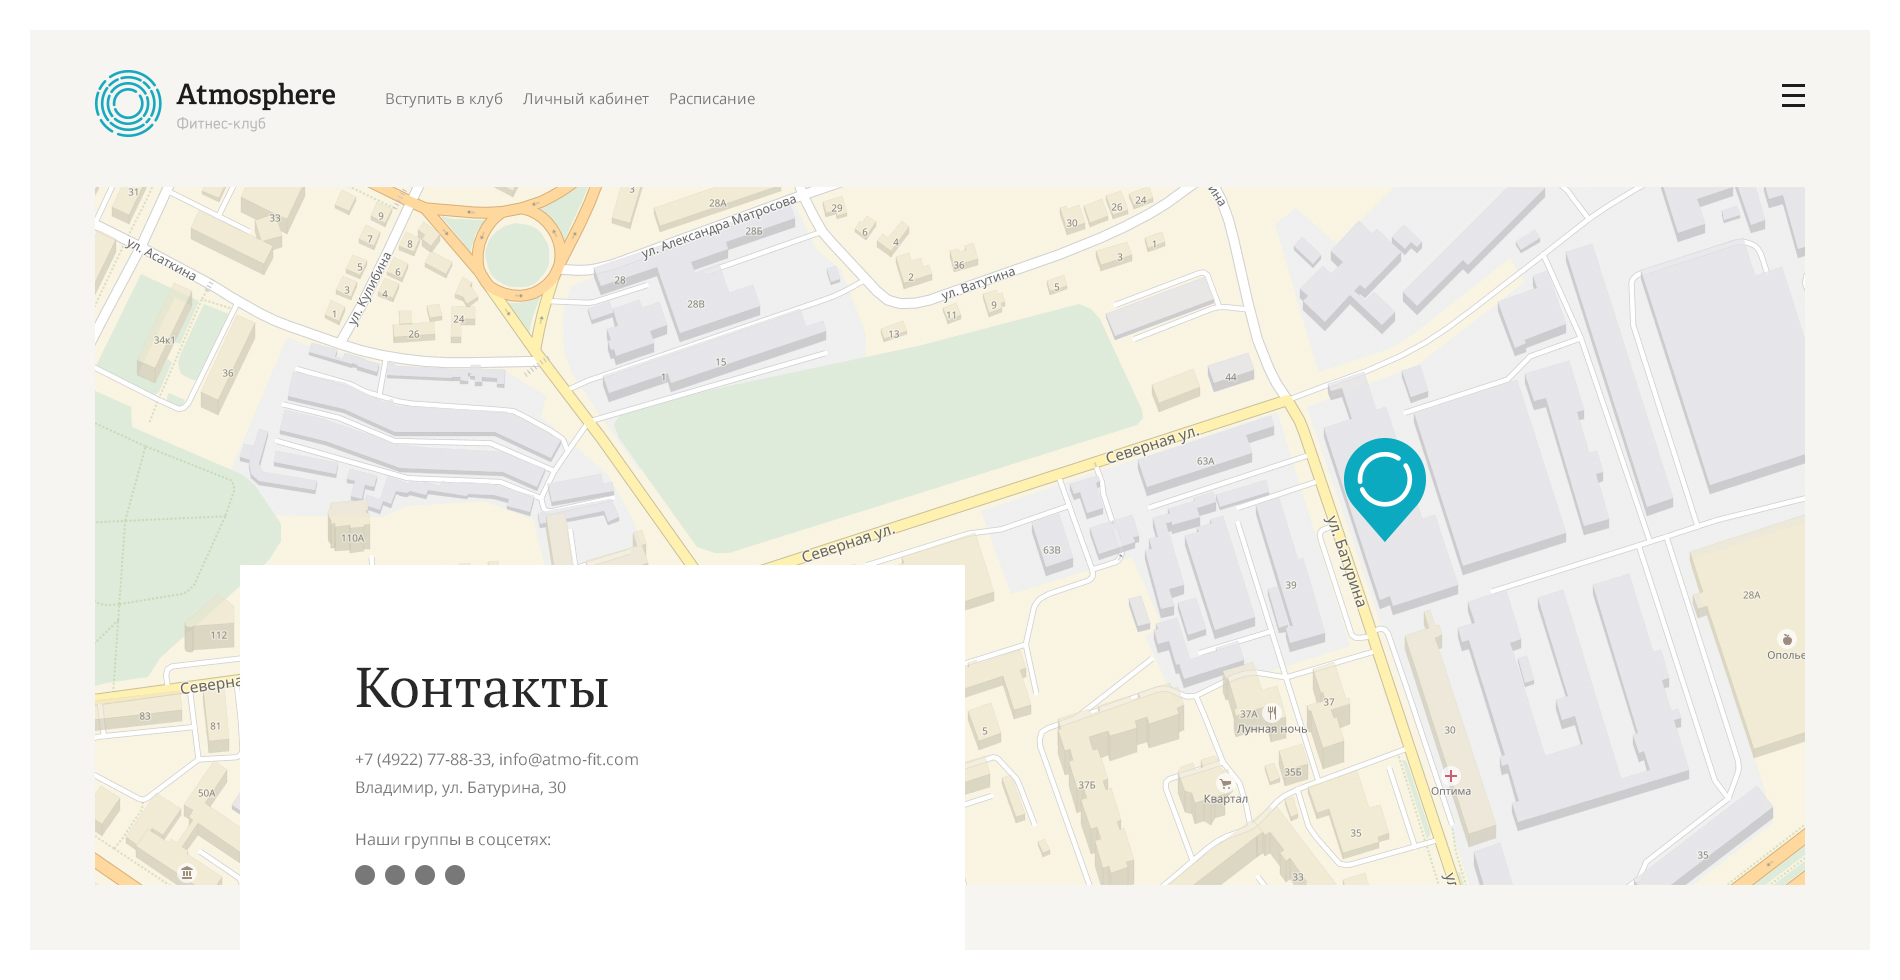 Atmosphere
Фитнес-клуб
Вступить в клуб Личный кабинет Расписание
31
33
9
7
8
5
6
3
4
1
26
24
ул. Асаткина
ул. Кулибина
34к1
36
3
28А
ул. Александра Матросова
28Б
28
28В
15
1
29
6
4
2
36
30
26
24
1
3
5
9
11
13
ул. Ватутина
ина
44
Северная ул.
63А
Северная ул.
63В
39
ул. Батурина
110А
112
Северна
83
81
50А
5
37А
37
Лунная ночь
37Б
35Б
Квартал
35
33
30
Оптима
28А
Ополье
35
ул
Контакты
+7 (4922) 77-88-33, info@atmo-fit.com
Владимир, ул. Батурина, 30
Наши группы в соцсетях: